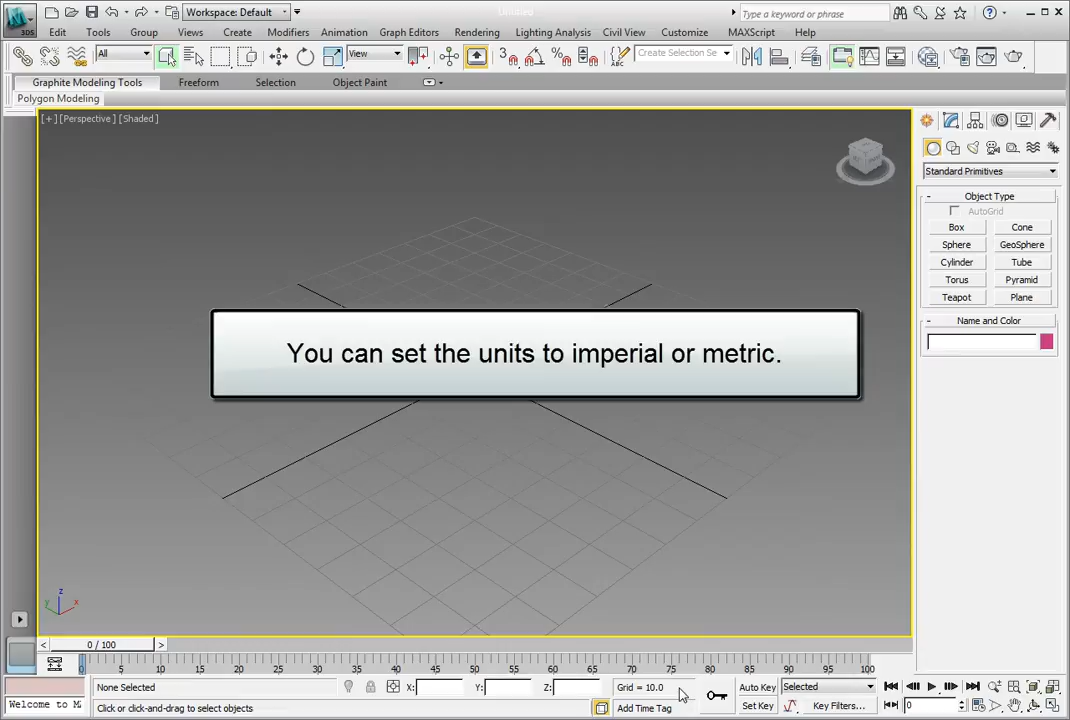 Untitled
Workspace: Default
Type a keyword or phrase
3DS
Edit Tools Group Views Create Modifiers Animation Graph Editors Rendering Lighting Analysis Civil View Customize MAXScript Help
All View Create Selection Se
Graphite Modeling Tools Freeform Selection Object Paint
Polygon Modeling
[+][Perspective][Shaded]
Standard Primitives
- Object Type
AutoGrid
Box Cone
Sphere GeoSphere
Cylinder Tube
Torus Pyramid
Teapot Plane
- Name and Color
You can set the units to imperial or metric.
z
y x
< 0 / 100 >
0 5 10 15 20 25 30 35 40 45 50 55 60 65 70 75 80 85 90 95 100
None Selected X: Y: Z: Grid = 10.0 Auto Key Selected
Welcome to M Click or click-and-drag to select objects Add Time Tag Set Key Key Filters... 0